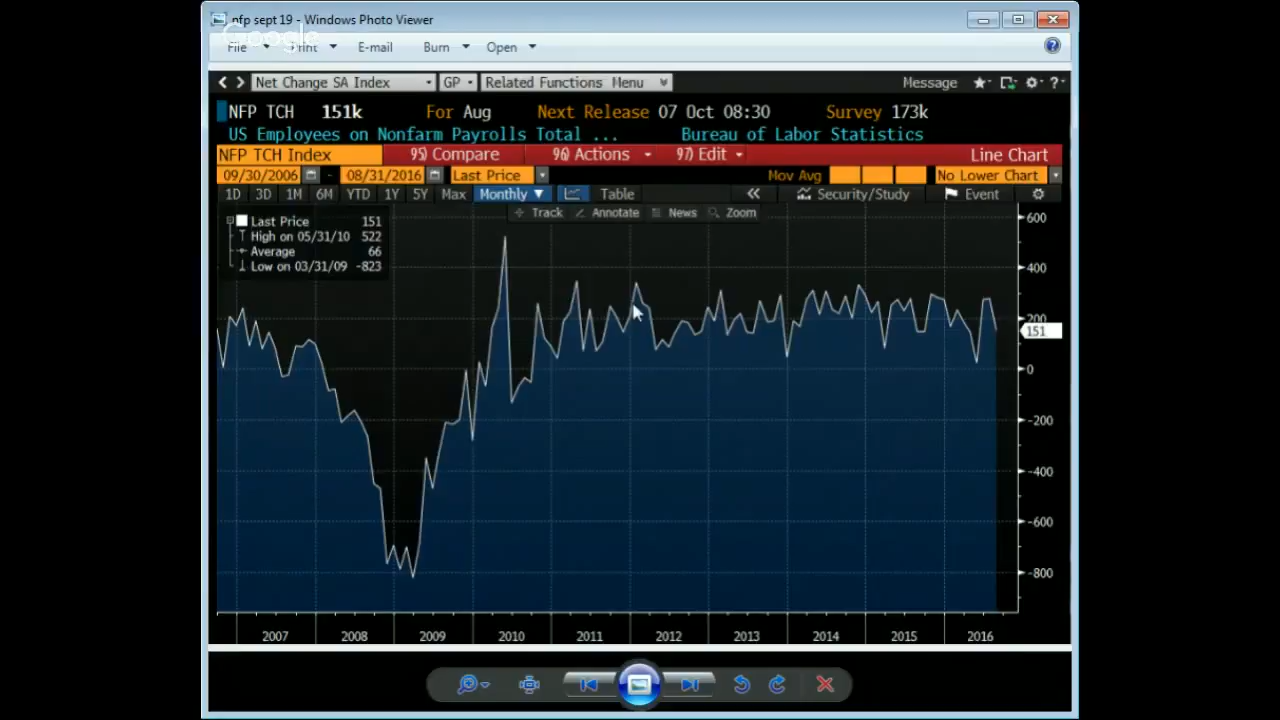 nfp sept 19 - Windows Photo Viewer
Google
File Print E-mail Burn Open
Net Change SA Index GP Related Functions Menu Message
NFP TCH 151k For Aug Next Release 07 Oct 08:30 Survey 173k
US Employees on Nonfarm Payrolls Total ... Bureau of Labor Statistics
NFP TCH Index 95) Compare 96) Actions 97) Edit Line Chart
09/30/2006 - 08/31/2016 Last Price Mov Avg No Lower Chart
1D 3D 1M 6M YTD 1Y 5Y Max Monthly ▼ Table « Security/Study Event
Track Annotate News Zoom
Last Price 151
High on 05/31/10 522
Average 66
Low on 03/31/09 -823
600
400
200
151
0
-200
-400
-600
-800
2007 2008 2009 2010 2011 2012 2013 2014 2015 2016